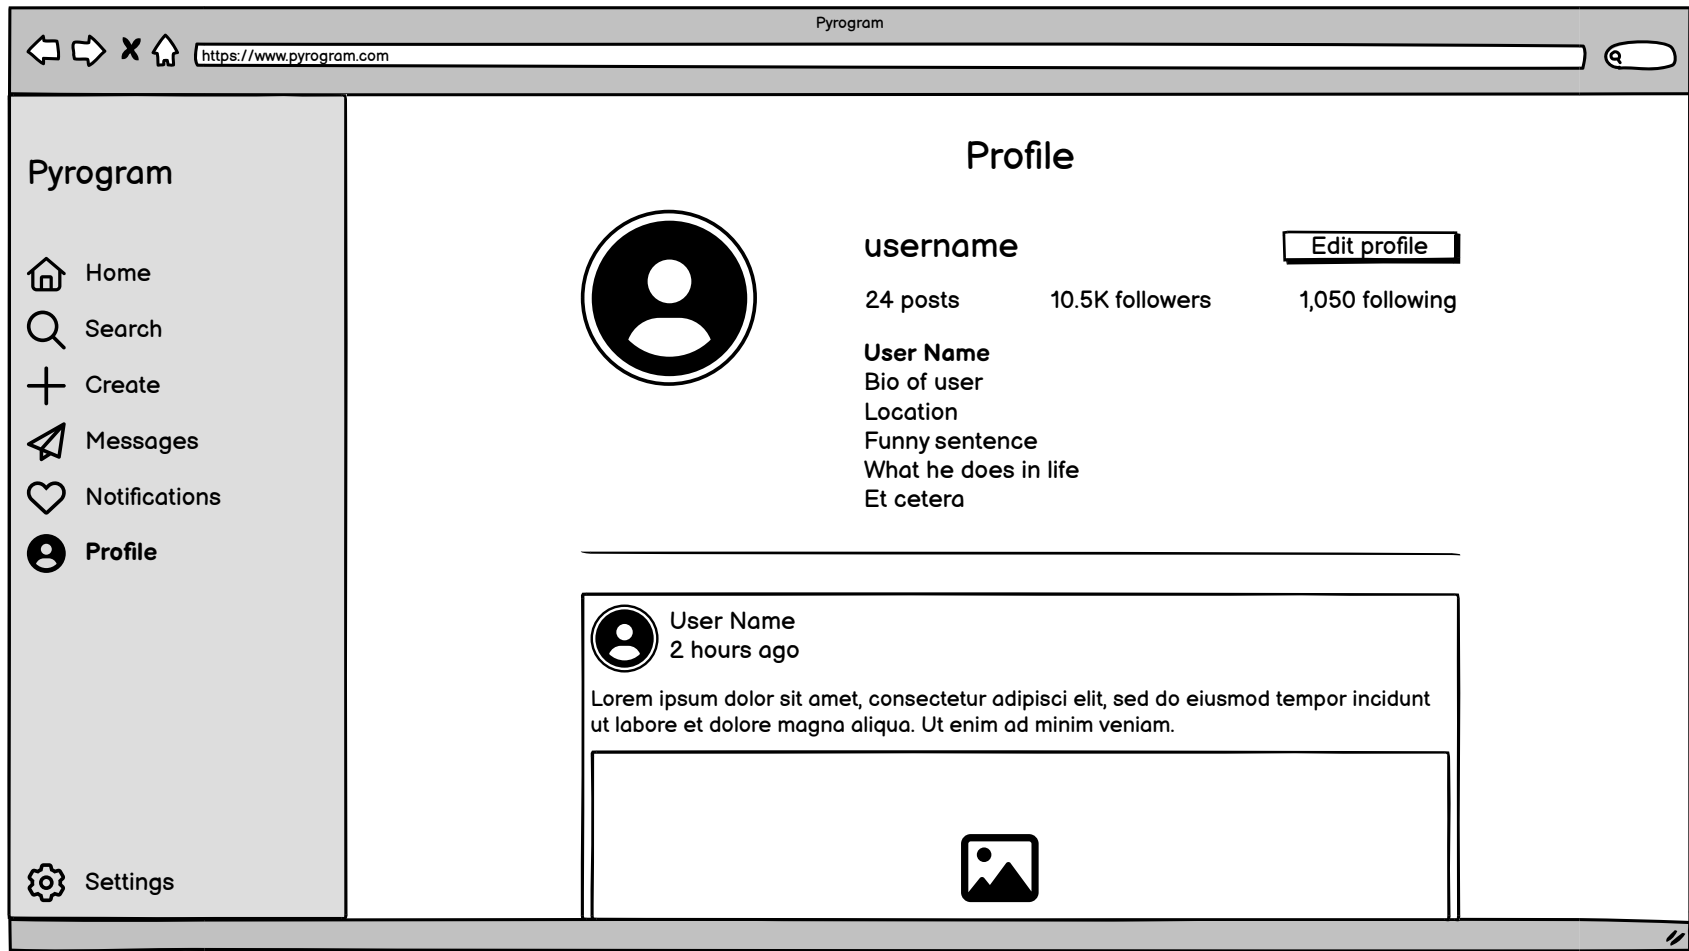 Pyrogram
https://www.pyrogram.com
Pyrogram
Home
Search
Create
Messages
Notifications
Profile
Settings
Profile
username
Edit profile
24 posts
10.5K followers
1,050 following
User Name
Bio of user
Location
Funny sentence
What he does in life
Et cetera
User Name
2 hours ago
Lorem ipsum dolor sit amet, consectetur adipisci elit, sed do eiusmod tempor incidunt
ut labore et dolore magna aliqua. Ut enim ad minim veniam.